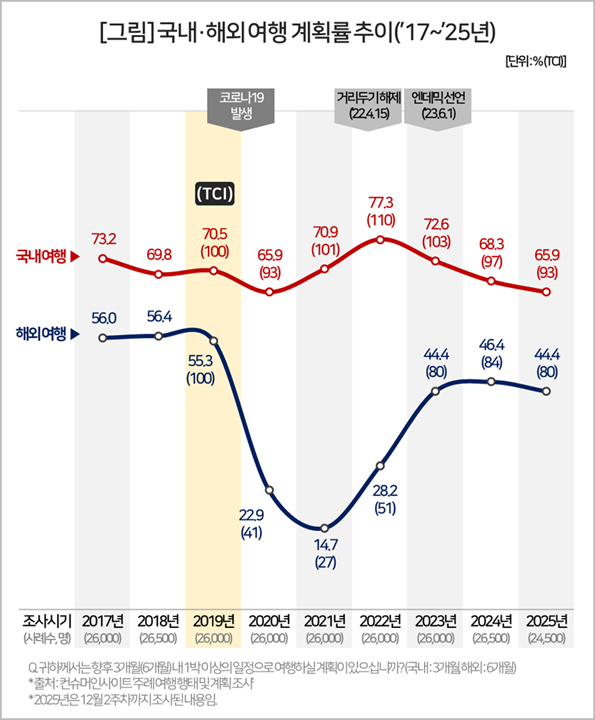 [그림] 국내·해외 여행 계획률 추이('17~'25년)
[단위 : % (TCI)]
코로나19
발생
거리두기 해제
('22.4.15)
엔데믹 선언
('23.6.1)
(TCI)
국내여행 ▶
73.2
69.8
70.5
(100)
65.9
(93)
70.9
(101)
77.3
(110)
72.6
(103)
68.3
(97)
65.9
(93)
해외여행 ▶
56.0
56.4
55.3
(100)
22.9
(41)
14.7
(27)
28.2
(51)
44.4
(80)
46.4
(84)
44.4
(80)
조사시기 2017년 2018년 2019년 2020년 2021년 2022년 2023년 2024년 2025년
(사례수, 명) (26,000) (26,500) (26,000) (26,000) (26,000) (26,000) (26,000) (26,500) (24,500)
Q. 귀하께서는 향후 3개월(6개월) 내 1박 이상의 일정으로 여행하실 계획이 있으십니까?(국내 : 3개월, 해외 : 6개월)
*출처 : 컨슈머인사이트 '주례 여행 행태 및 계획 조사'
*2025년은 12월 2주차까지 조사된 내용임.